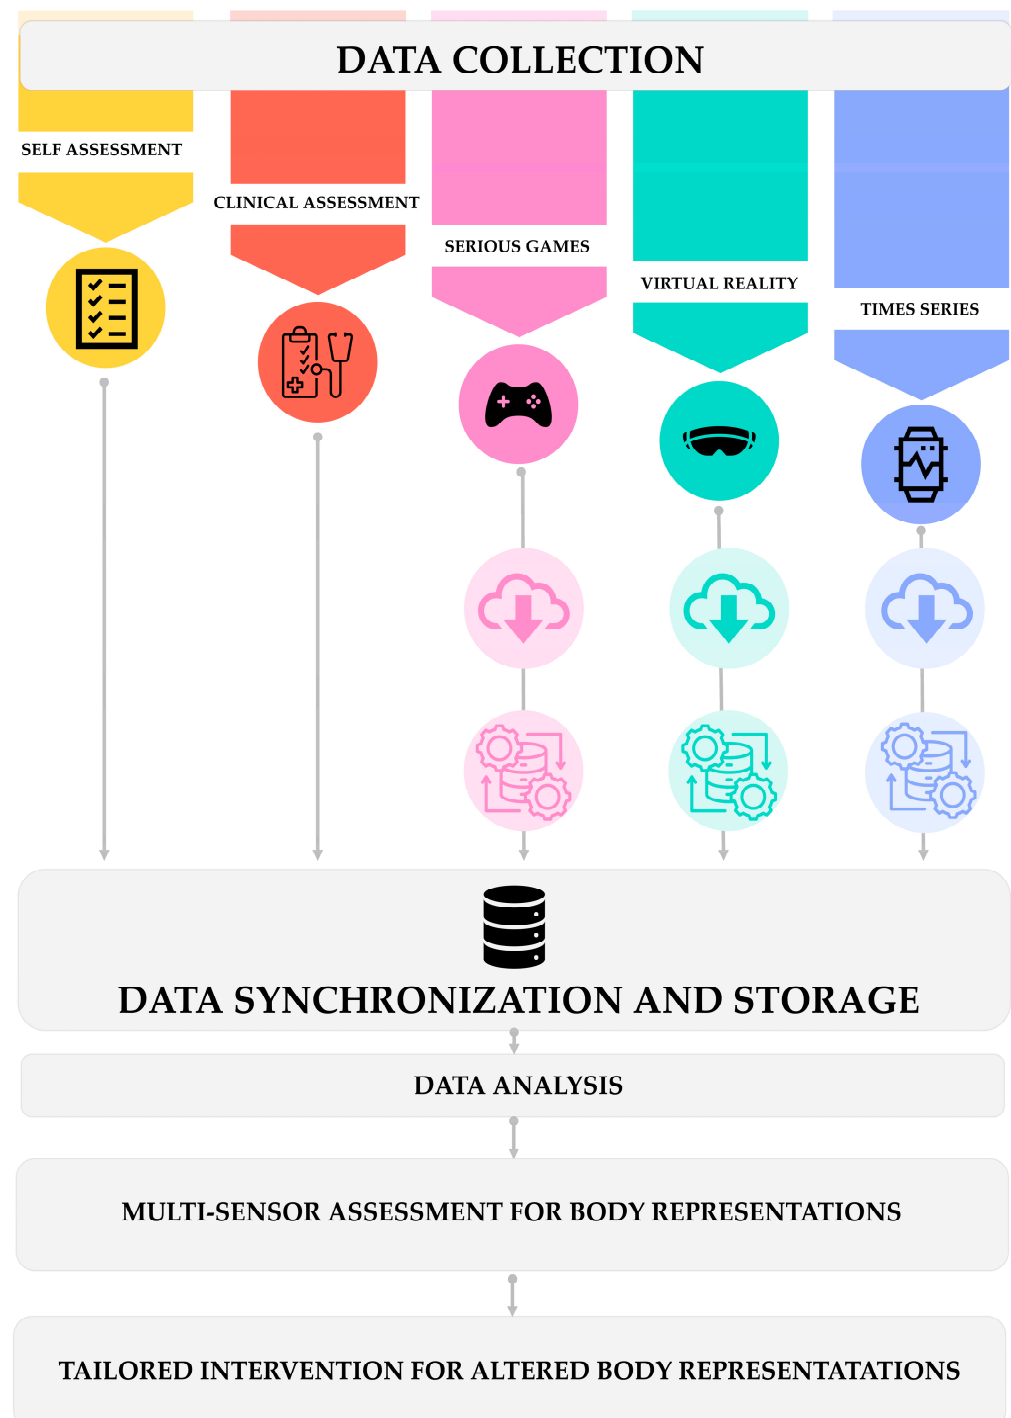 DATA COLLECTION
SELF ASSESSMENT
CLINICAL ASSESSMENT
SERIOUS GAMES
VIRTUAL REALITY
TIMES SERIES
DATA SYNCHRONIZATION AND STORAGE
DATA ANALYSIS
MULTI-SENSOR ASSESSMENT FOR BODY REPRESENTATIONS
TAILORED INTERVENTION FOR ALTERED BODY REPRESENTATATIONS